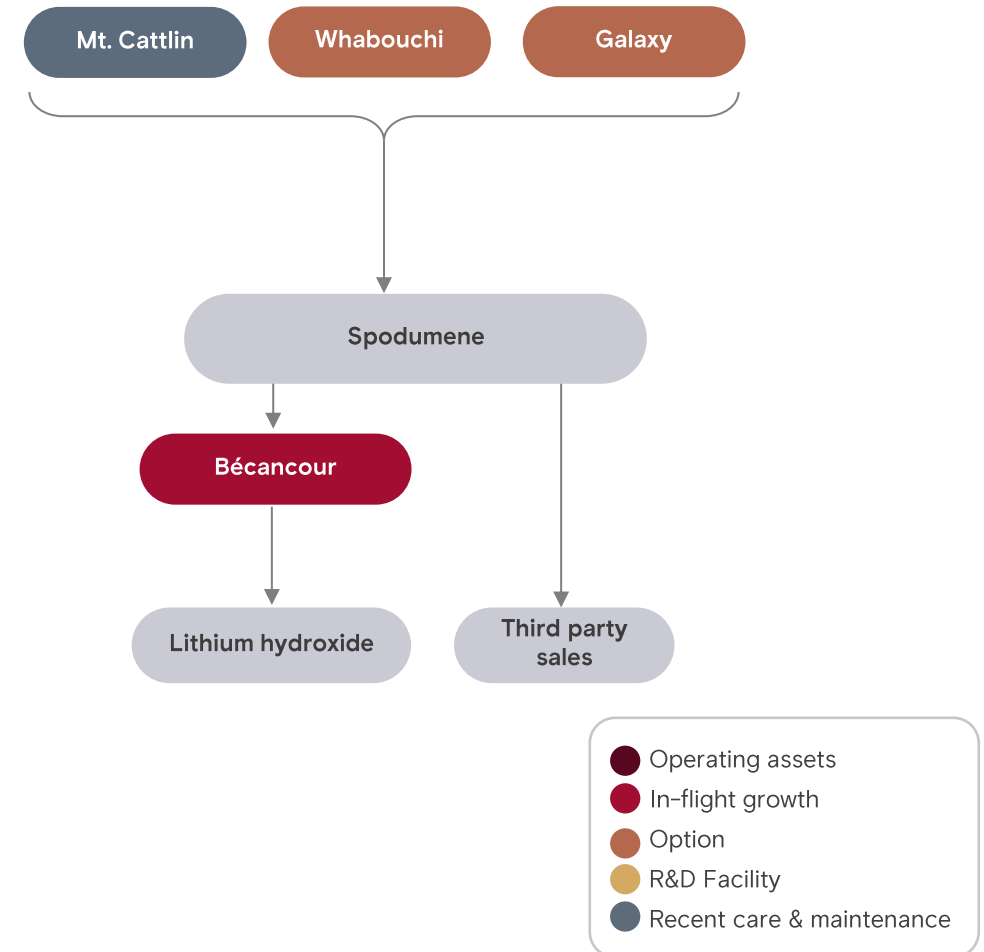 Mt. Cattlin
Whabouchi
Galaxy
Spodumene
Bécancour
Lithium hydroxide
Third party
sales
Operating assets
In-flight growth
Option
R&D Facility
Recent care & maintenance